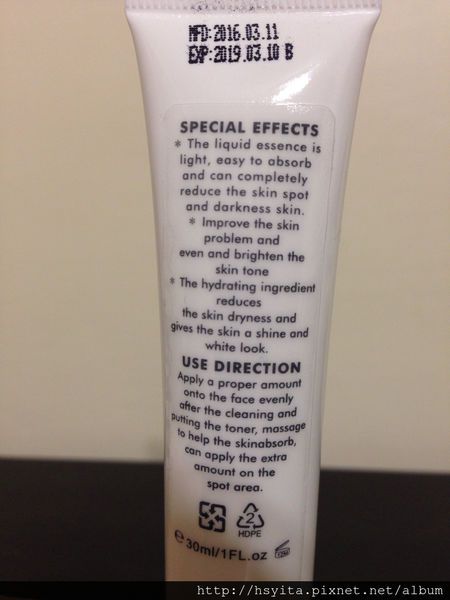 MFD:2016.03.11
EXP:2019.03.10 B
SPECIAL EFFECTS
* The liquid essence is
light, easy to absorb
and can completely
reduce the skin spot
and darkness skin.
* Improve the skin
problem and
even and brighten the
skin tone
* The hydrating ingredient
reduces
the skin dryness and
gives the skin a shine and
white look.
USE DIRECTION
Apply a proper amount
onto the face evenly
after the cleaning and
putting the toner, massage
to help the skinabsorb,
can apply the extra
amount on the
spot area.
2
HDPE
e 30ml/1FL.oz
http://hsyita.pixnet.net/album